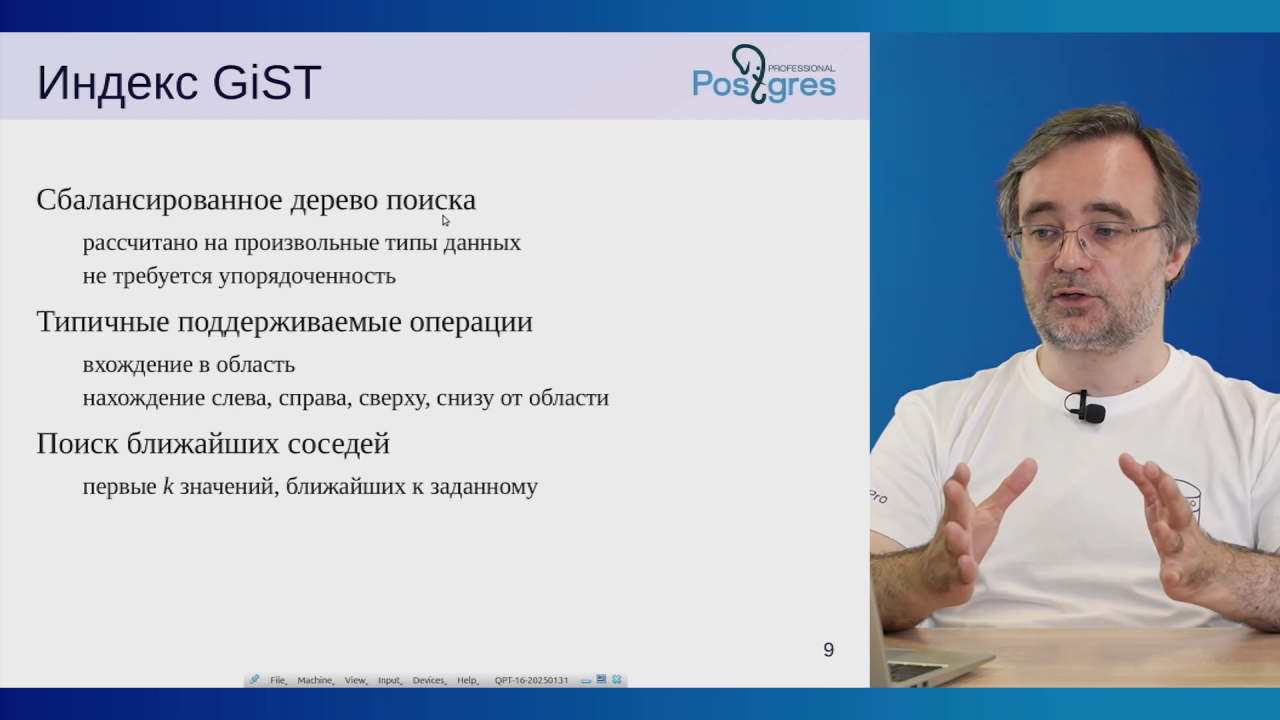 Индекс GiST
PROFESSIONAL
Postgres
Сбалансированное дерево поиска
рассчитано на произвольные типы данных
не требуется упорядоченность
Типичные поддерживаемые операции
вхождение в область
нахождение слева, справа, сверху, снизу от области
Поиск ближайших соседей
первые k значений, ближайших к заданному
Pro
9
File Machine View Input Devices Help QPT-16-20250131